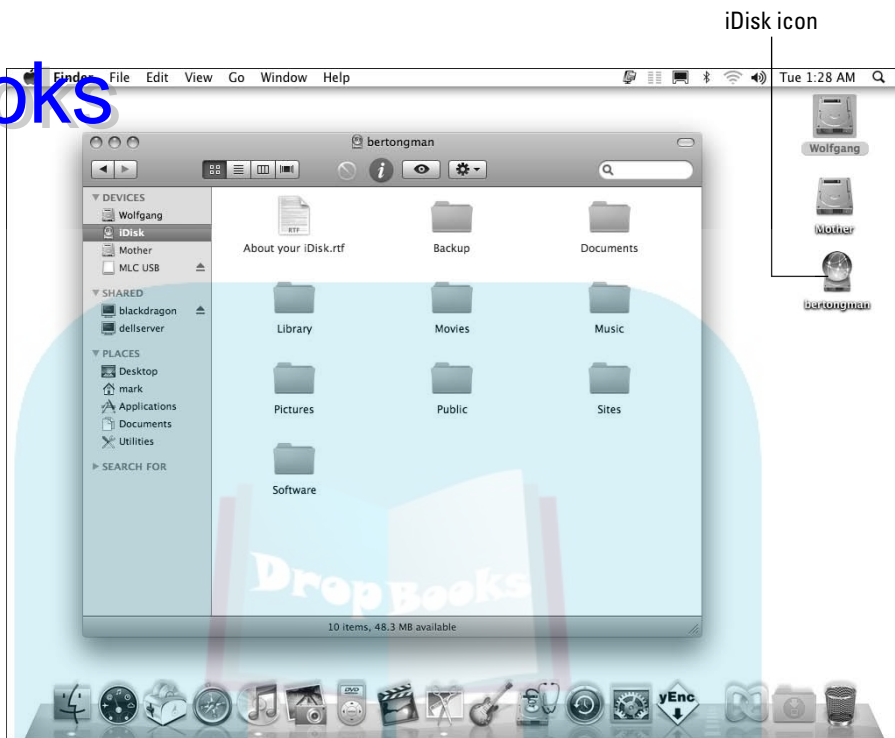 iDisk icon
Finder File Edit View Go Window Help
Tue 1:28 AM
oks
bertongman
Wolfgang
Mother
bertongman
DEVICES
Wolfgang
iDisk
Mother
MLC USB
SHARED
blackdragon
dellserver
PLACES
Desktop
mark
Applications
Documents
Utilities
SEARCH FOR
RTF
About your iDisk.rtf
Backup
Documents
Library
Movies
Music
Pictures
Public
Sites
Software
DropBooks
10 items, 48.3 MB available
DVD
yEnc